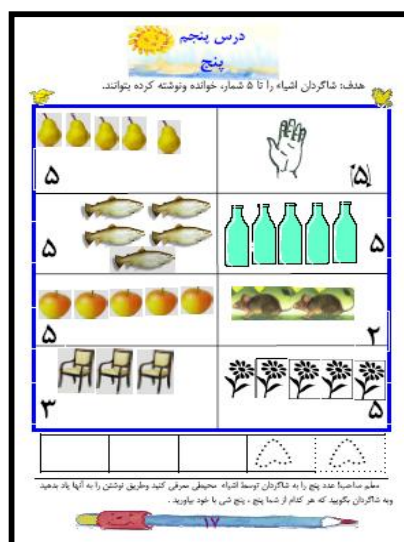 درس پنجم
پنج
هدف: شاگردان اشیاء را تا ۵ شمار، خوانده ونوشته کرده بتوانند.
۵
۵
۵
۵
۲
۵
۵
۳
معلم صاحب! عدد پنج را به شاگردان توسط اشیاء محیطی معرفی کنید وطریق نوشتن را به آنها یاد بدهید
وبه شاگردان بگویید که هر کدام از شما پنج ، پنج شی با خود بیاورید .
۱۷